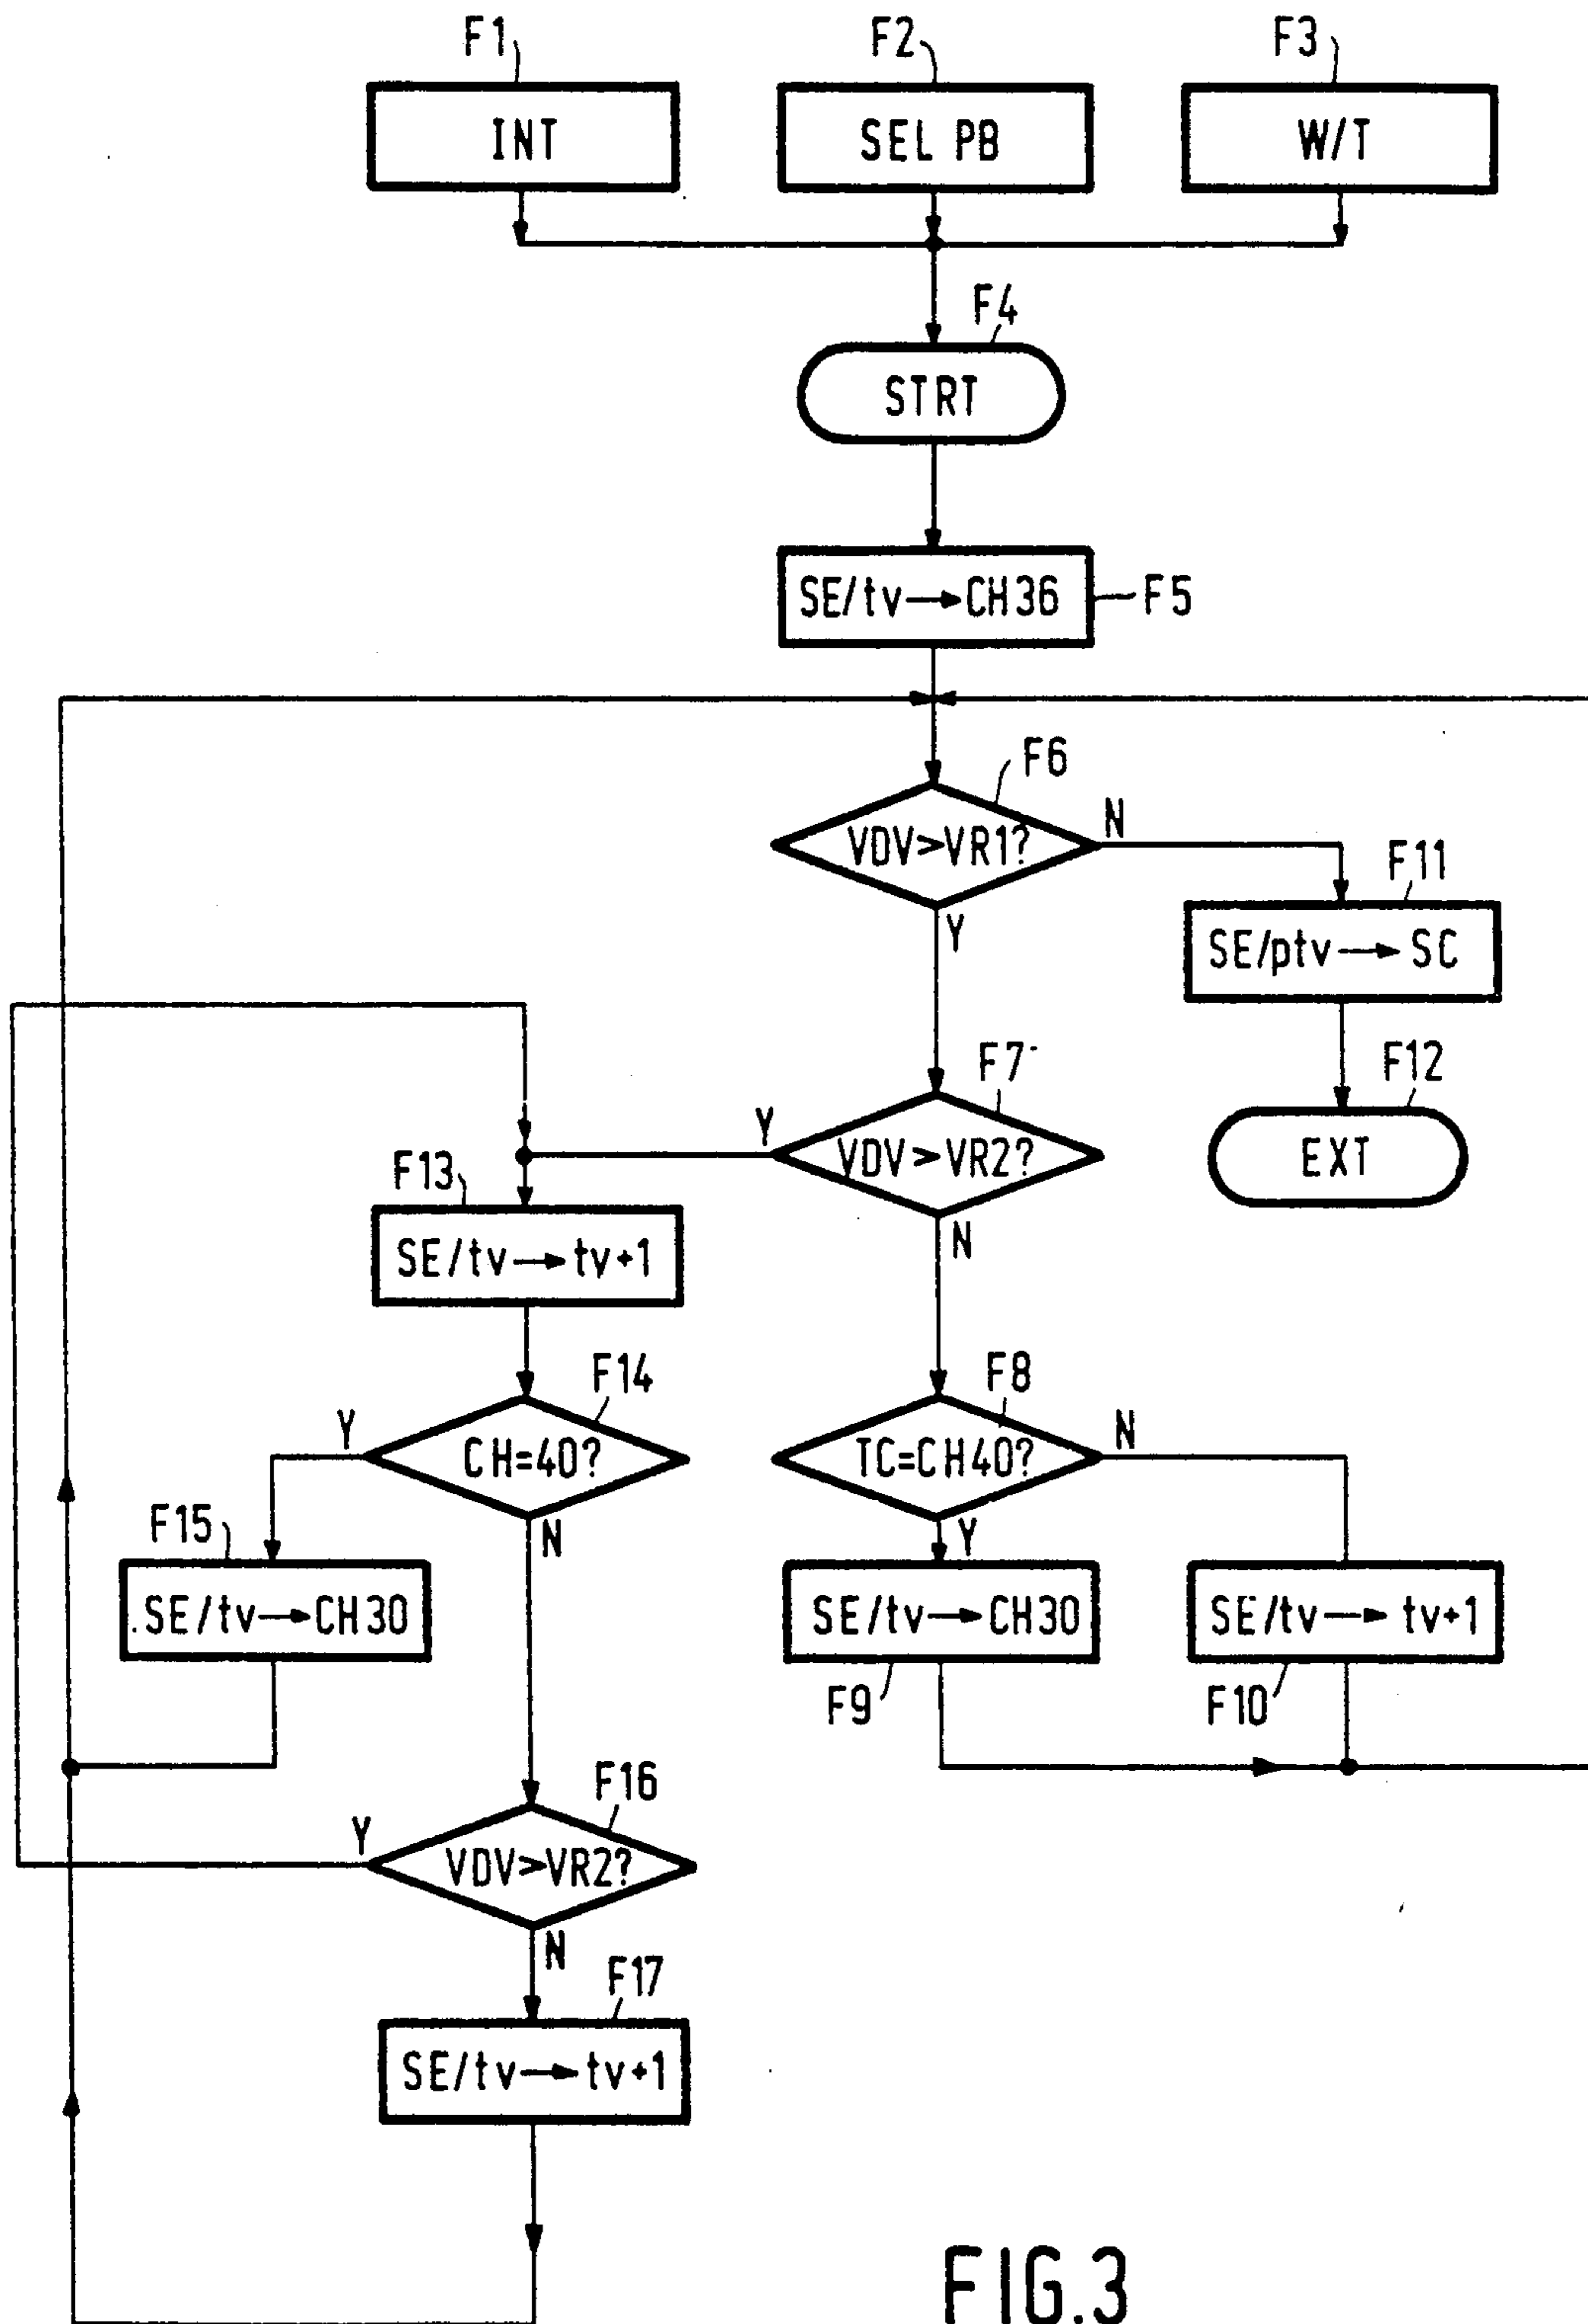 F1 F2 F3
INT SEL PB W/T
F4
STRT
SE/tv→CH36 F5
F6
VDV>VR1? N
Y
F11
SE/ptv→SC
F7
F12
Y VDV>VR2?
EXT
N
F13
SE/tv→tv+1
F14
Y CH=40?
N
F8
TC=CH40? N
Y
F15
SE/tv→CH30
SE/tv→CH30
F9
SE/tv→tv+1
F10
F16
Y VDV>VR2?
N
F17
SE/tv→tv+1
FIG.3